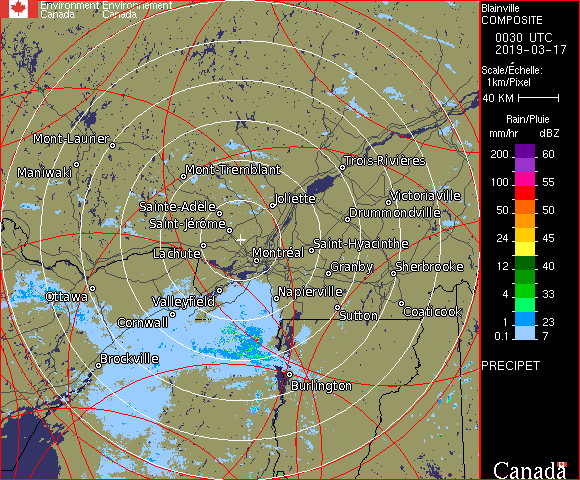 Environment Environnement
Canada Canada
Blainville
COMPOSITE
0030 UTC
2019-03-17
Scale/Échelle:
1km/Pixel
40 KM
Rain/Pluie
mm/hr dBZ
200 60
100 55
50 50
24 45
12 40
4 33
1 23
0.1 7
PRECIPET
Mont-Laurier
Maniwaki
Mont-Tremblant
Trois-Rivières
Joliette
Victoriaville
Sainte-Adele
Drummondville
Saint-Jérôme
Saint-Hyacinthe
Lachute
Montréal
Granby
Sherbrooke
Ottawa
Valleyfield
Napierville
Cornwall
Sutton
Coaticook
Brockville
Burlington
Canada